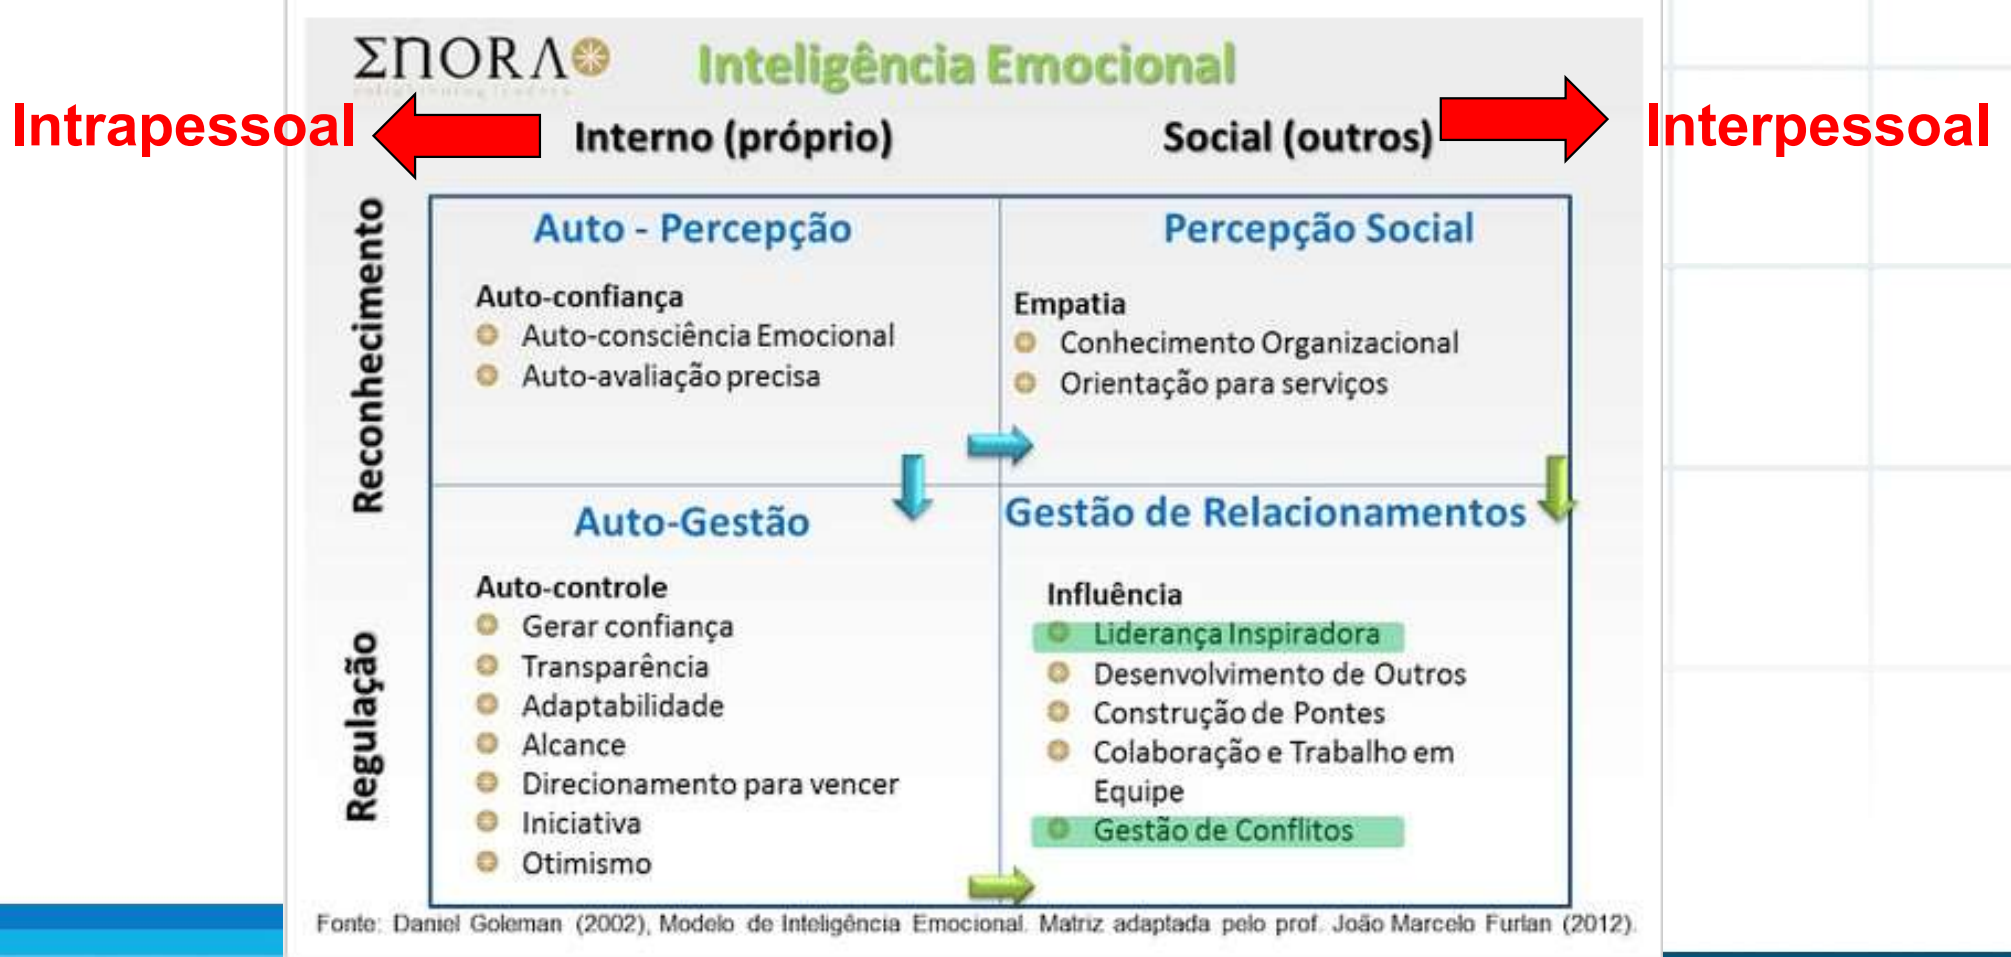 ΣΠORΛ
Inteligência Emocional
Intrapessoal
Interno (próprio)
Social (outros)
Interpessoal
Reconhecimento
Auto - Percepção
Auto-confiança
Auto-consciência Emocional
Auto-avaliação precisa
Percepção Social
Empatia
Conhecimento Organizacional
Orientação para serviços
Regulação
Auto-Gestão
Auto-controle
Gerar confiança
Transparência
Adaptabilidade
Alcance
Direcionamento para vencer
Iniciativa
Otimismo
Gestão de Relacionamentos
Influência
Liderança Inspiradora
Desenvolvimento de Outros
Construção de Pontes
Colaboração e Trabalho em
Equipe
Gestão de Conflitos
Fonte: Daniel Goleman (2002), Modelo de Inteligência Emocional. Matriz adaptada pelo prof. João Marcelo Furlan (2012).